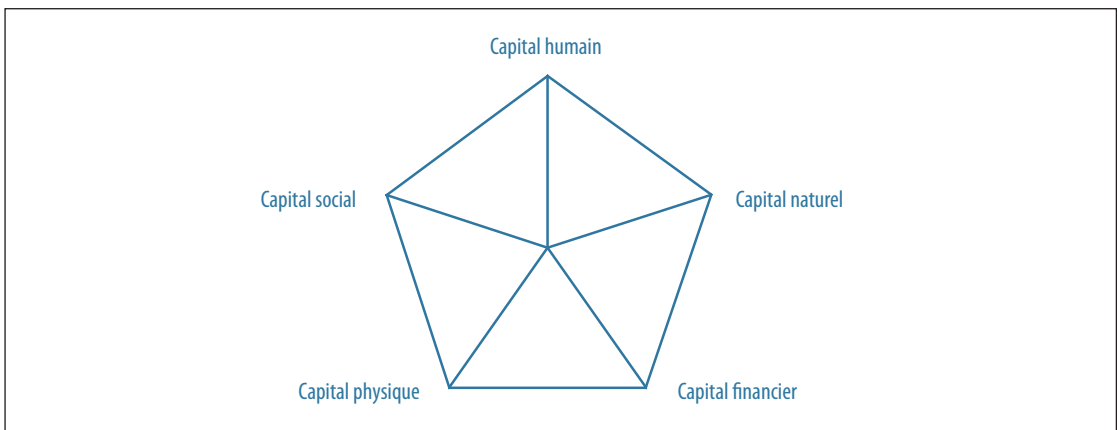 Capital humain
Capital social
Capital naturel
Capital physique
Capital financier